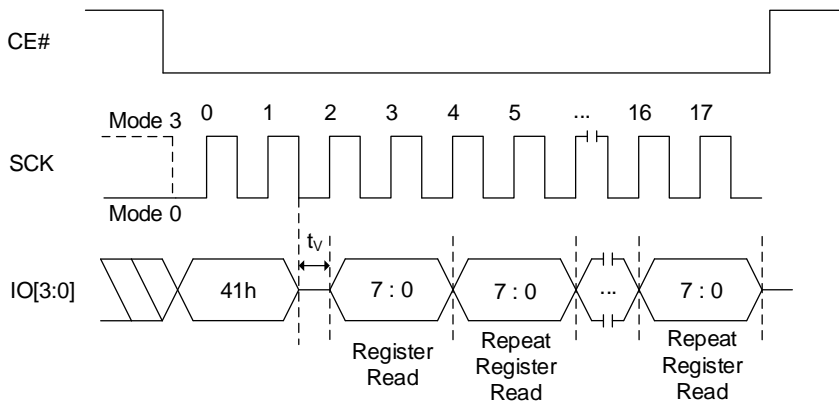 CE#
0 1 2 3 4 5 ... 16 17
Mode 3
SCK
Mode 0
tV
IO[3:0]
41h 7 : 0 7 : 0 ... 7 : 0
Register
Read
Repeat
Register
Read
Repeat
Register
Read